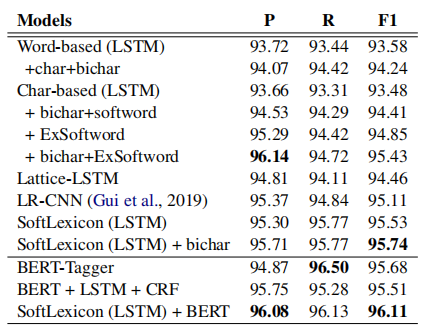 Models P R F1
Word-based (LSTM) 93.72 93.44 93.58
+char+bichar 94.07 94.42 94.24
Char-based (LSTM) 93.66 93.31 93.48
+ bichar+softword 94.53 94.29 94.41
+ ExSoftword 95.29 94.42 94.85
+ bichar+ExSoftword 96.14 94.72 95.43
Lattice-LSTM 94.81 94.11 94.46
LR-CNN (Gui et al., 2019) 95.37 94.84 95.11
SoftLexicon (LSTM) 95.30 95.77 95.53
SoftLexicon (LSTM) + bichar 95.71 95.77 95.74
BERT-Tagger 94.87 96.50 95.68
BERT + LSTM + CRF 95.75 95.28 95.51
SoftLexicon (LSTM) + BERT 96.08 96.13 96.11